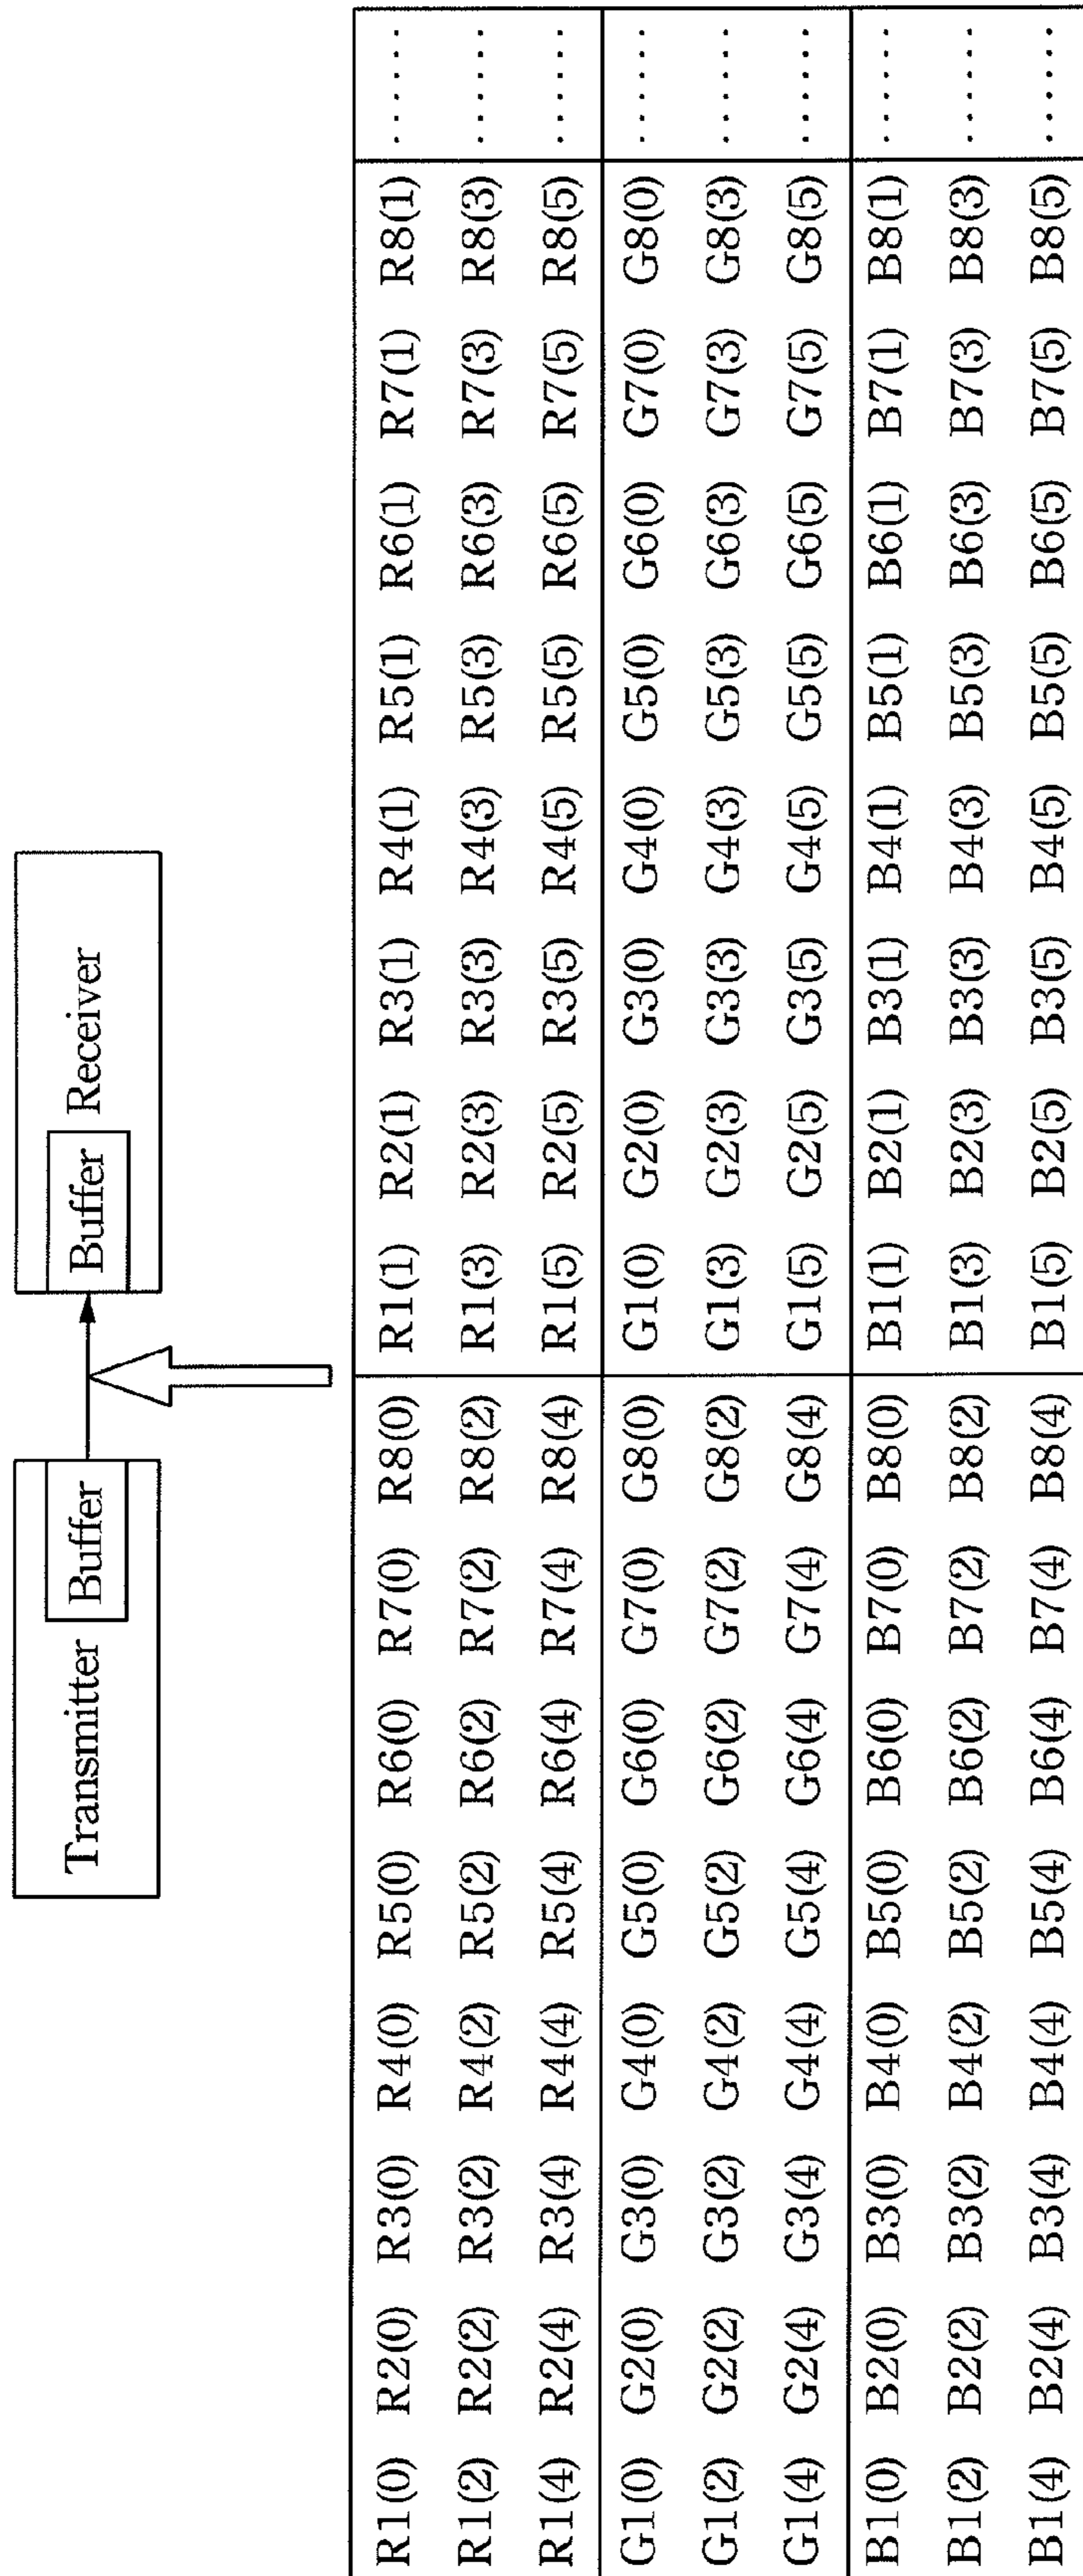 Transmitter Buffer Buffer Receiver
R1(0) R2(0) R3(0) R4(0) R5(0) R6(0) R7(0) R8(0) R1(1) R2(1) R3(1) R4(1) R5(1) R6(1) R7(1) R8(1) ......
R1(2) R2(2) R3(2) R4(2) R5(2) R6(2) R7(2) R8(2) R1(3) R2(3) R3(3) R4(3) R5(3) R6(3) R7(3) R8(3) ......
R1(4) R2(4) R3(4) R4(4) R5(4) R6(4) R7(4) R8(4) R1(5) R2(5) R3(5) R4(5) R5(5) R6(5) R7(5) R8(5) ......
G1(0) G2(0) G3(0) G4(0) G5(0) G6(0) G7(0) G8(0) G1(0) G2(0) G3(0) G4(0) G5(0) G6(0) G7(0) G8(0) ......
G1(2) G2(2) G3(2) G4(2) G5(2) G6(2) G7(2) G8(2) G1(3) G2(3) G3(3) G4(3) G5(3) G6(3) G7(3) G8(3) ......
G1(4) G2(4) G3(4) G4(4) G5(4) G6(4) G7(4) G8(4) G1(5) G2(5) G3(5) G4(5) G5(5) G6(5) G7(5) G8(5) ......
B1(0) B2(0) B3(0) B4(0) B5(0) B6(0) B7(0) B8(0) B1(1) B2(1) B3(1) B4(1) B5(1) B6(1) B7(1) B8(1) ......
B1(2) B2(2) B3(2) B4(2) B5(2) B6(2) B7(2) B8(2) B1(3) B2(3) B3(3) B4(3) B5(3) B6(3) B7(3) B8(3) ......
B1(4) B2(4) B3(4) B4(4) B5(4) B6(4) B7(4) B8(4) B1(5) B2(5) B3(5) B4(5) B5(5) B6(5) B7(5) B8(5) ......